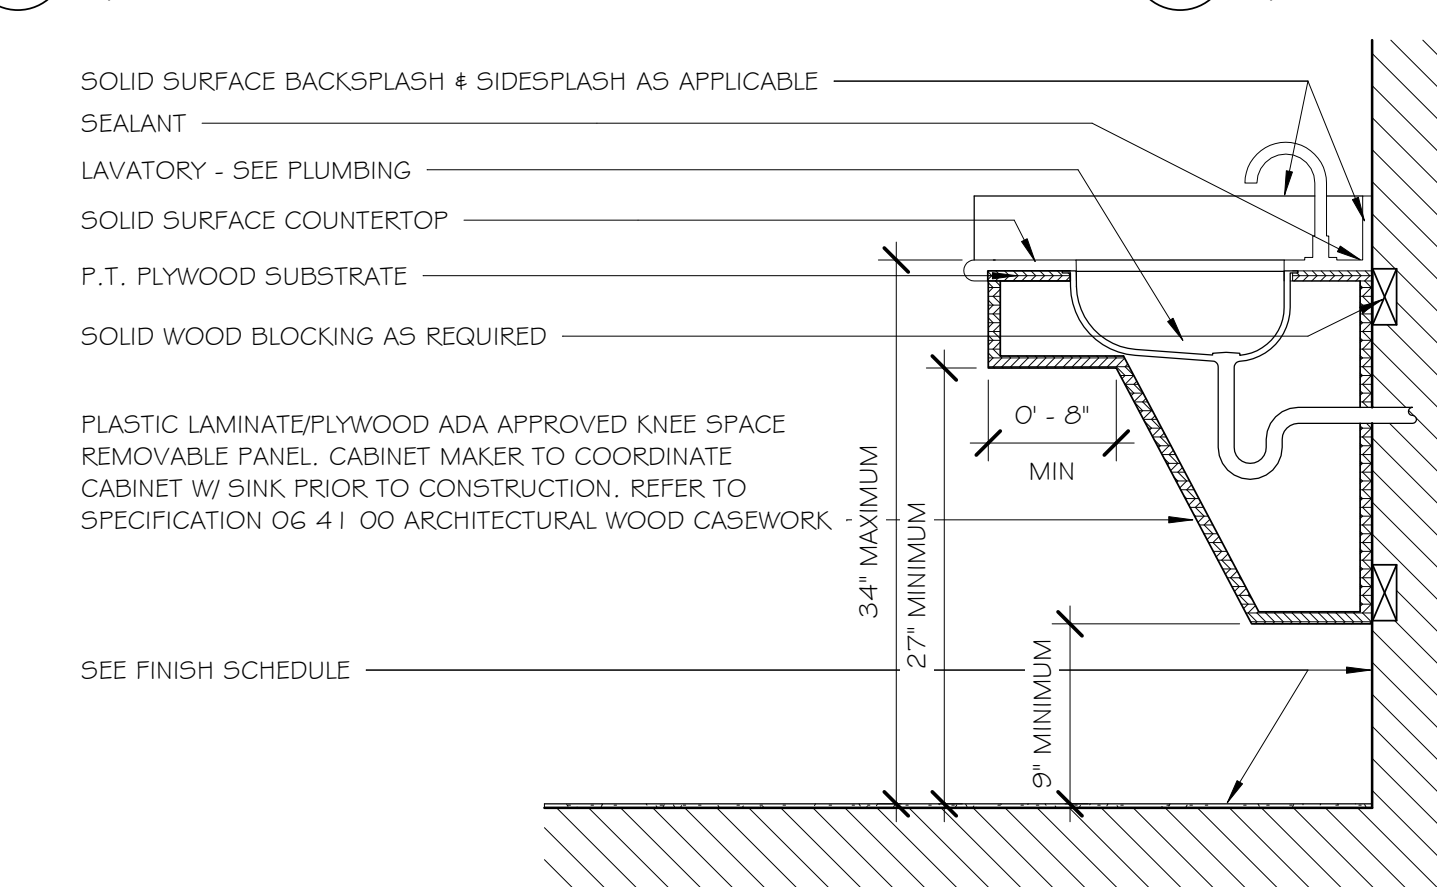 SOLID SURFACE BACKSPLASH & SIDESPLASH AS APPLICABLE
SEALANT
LAVATORY - SEE PLUMBING
SOLID SURFACE COUNTERTOP
P.T. PLYWOOD SUBSTRATE
SOLID WOOD BLOCKING AS REQUIRED
PLASTIC LAMINATE/PLYWOOD ADA APPROVED KNEE SPACE
REMOVABLE PANEL. CABINET MAKER TO COORDINATE
CABINET W/ SINK PRIOR TO CONSTRUCTION. REFER TO
SPECIFICATION 06 41 00 ARCHITECTURAL WOOD CASEWORK
SEE FINISH SCHEDULE
34" MAXIMUM
27" MINIMUM
0' - 8"
MIN
9" MINIMUM